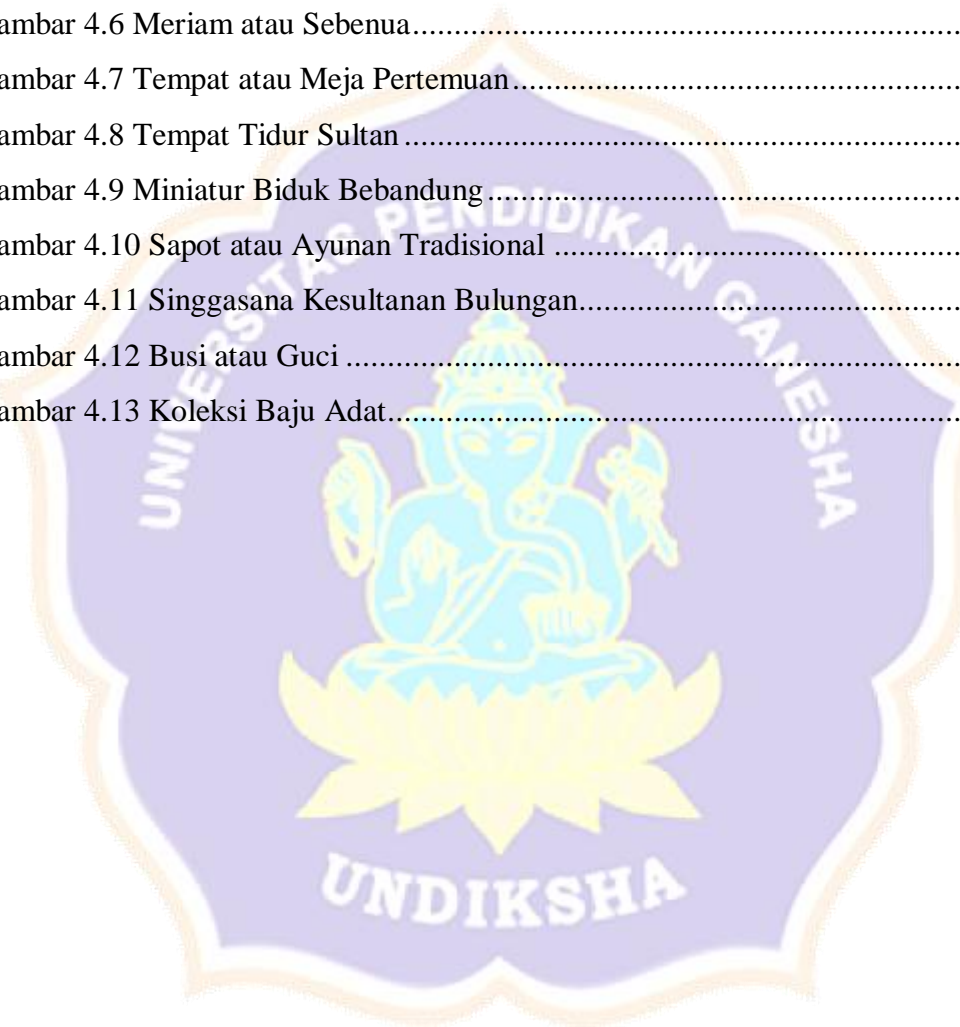 ambar 4.6 Meriam atau Sebenua....................................................................
ambar 4.7 Tempat atau Meja Pertemuan......................................................
ambar 4.8 Tempat Tidur Sultan ....................................................................
ambar 4.9 Miniatur Biduk Bebandung..........................................................
ambar 4.10 Sapot atau Ayunan Tradisional .................................................
ambar 4.11 Singgasana Kesultanan Bulungan..............................................
ambar 4.12 Busi atau Guci ...........................................................................
ambar 4.13 Koleksi Baju Adat......................................................................
UNIVERSITAS PENDIDIKAN GANESHA
UNDIKSHA